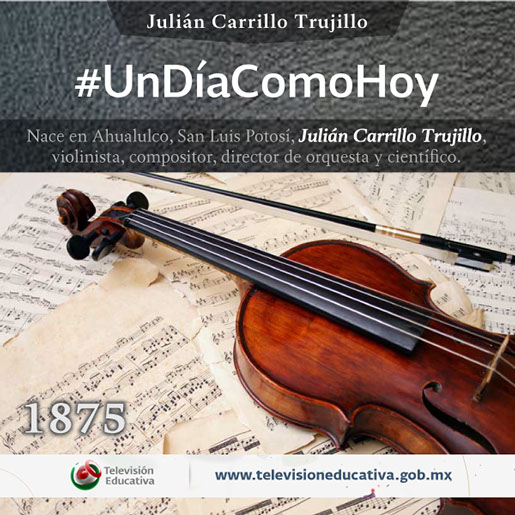 Julián Carrillo Trujillo
#UnDíaComoHoy
Nace en Ahualulco, San Luis Potosí, Julián Carrillo Trujillo,
violinista, compositor, director de orquesta y científico.
1875
Televisión
Educativa
www.televisioneducativa.gob.mx